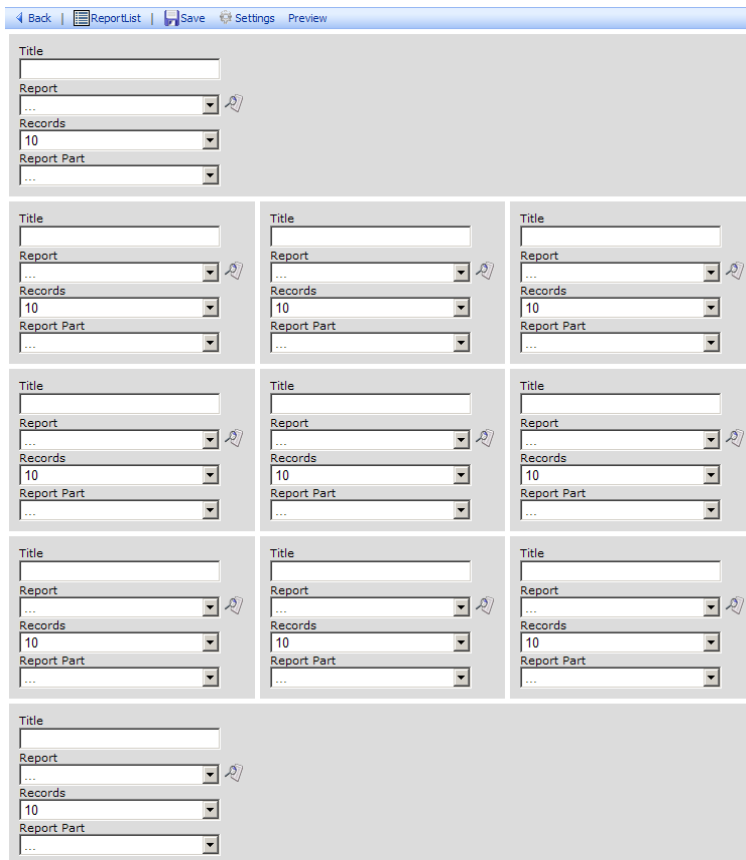 Back | ReportList | Save Settings Preview
Title
Report
...
Records
10
Report Part
...
Title Title Title
Report Report Report
... ... ...
Records Records Records
10 10 10
Report Part Report Part Report Part
... ... ...
Title Title Title
Report Report Report
... ... ...
Records Records Records
10 10 10
Report Part Report Part Report Part
... ... ...
Title Title Title
Report Report Report
... ... ...
Records Records Records
10 10 10
Report Part Report Part Report Part
... ... ...
Title
Report
...
Records
10
Report Part
...